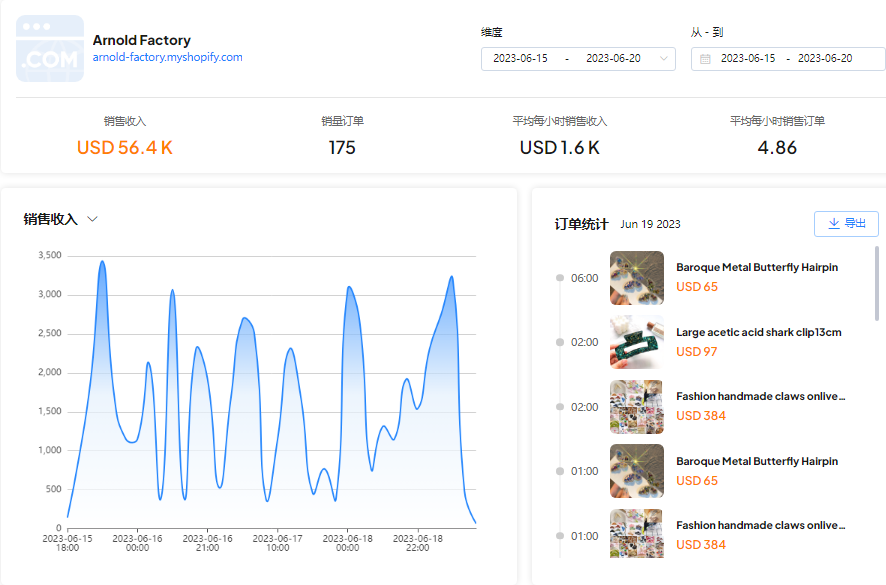 .COM
Arnold Factory
arnold-factory.myshopify.com
维度
2023-06-15 - 2023-06-20
从 - 到
2023-06-15 - 2023-06-20
销售收入
USD 56.4 K
销量订单
175
平均每小时销售收入
USD 1.6 K
平均每小时销售订单
4.86
销售收入
3,500
3,000
2,500
2,000
1,500
1,000
500
0
2023-06-15
18:00
2023-06-16
00:00
2023-06-16
21:00
2023-06-17
10:00
2023-06-18
00:00
2023-06-18
22:00
订单统计 Jun 19 2023
导出
06:00
Baroque Metal Butterfly Hairpin
USD 65
02:00
Large acetic acid shark clip13cm
USD 97
02:00
Fashion handmade claws onlive...
USD 384
01:00
Baroque Metal Butterfly Hairpin
USD 65
01:00
Fashion handmade claws onlive...
USD 384